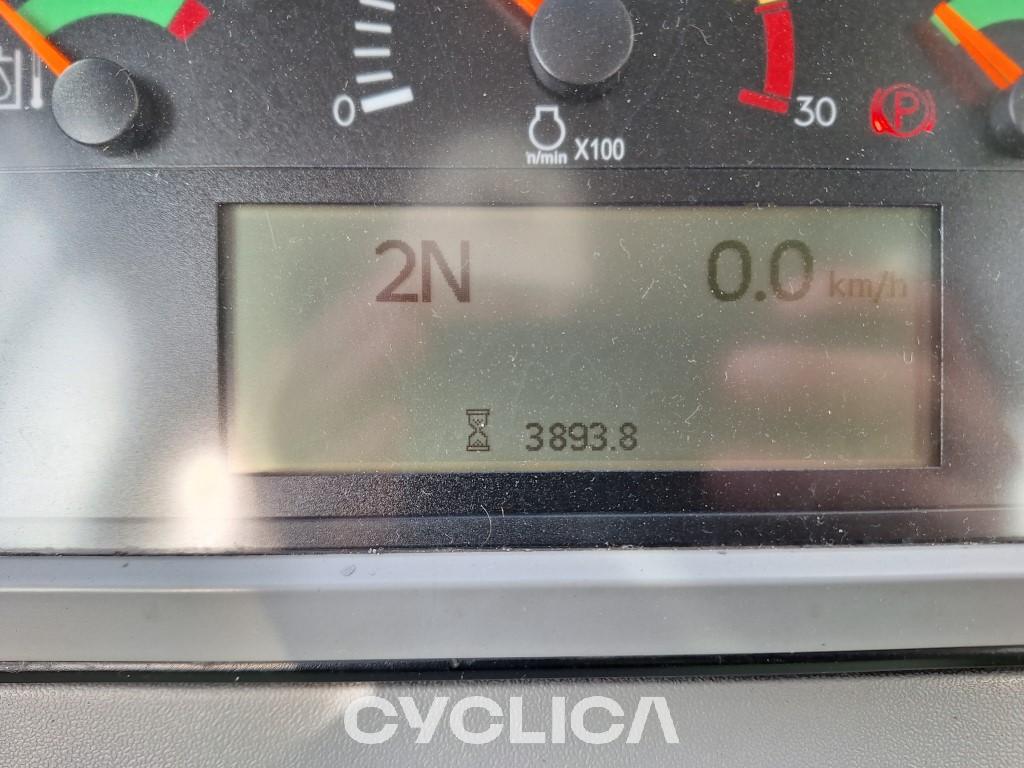 0 30 P
n/min X100
2N 0.0 km/h
3893.8
CYCLICA